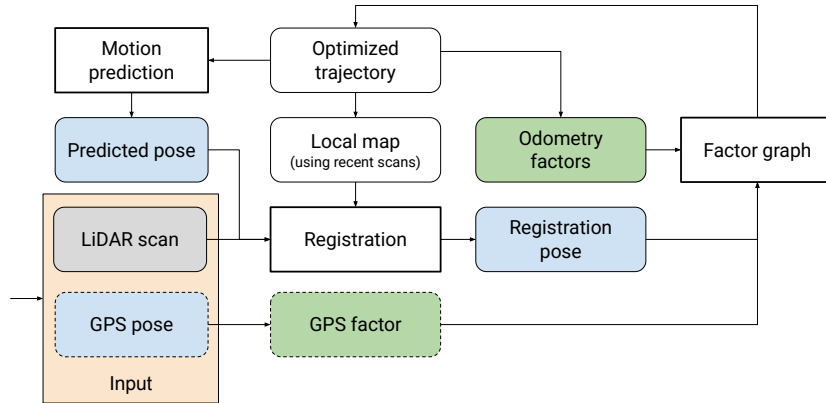 Motion
prediction
Optimized
trajectory
Predicted pose
Local map
(using recent scans)
Odometry
factors
Factor graph
LiDAR scan
Registration
Registration
pose
GPS pose
GPS factor
Input